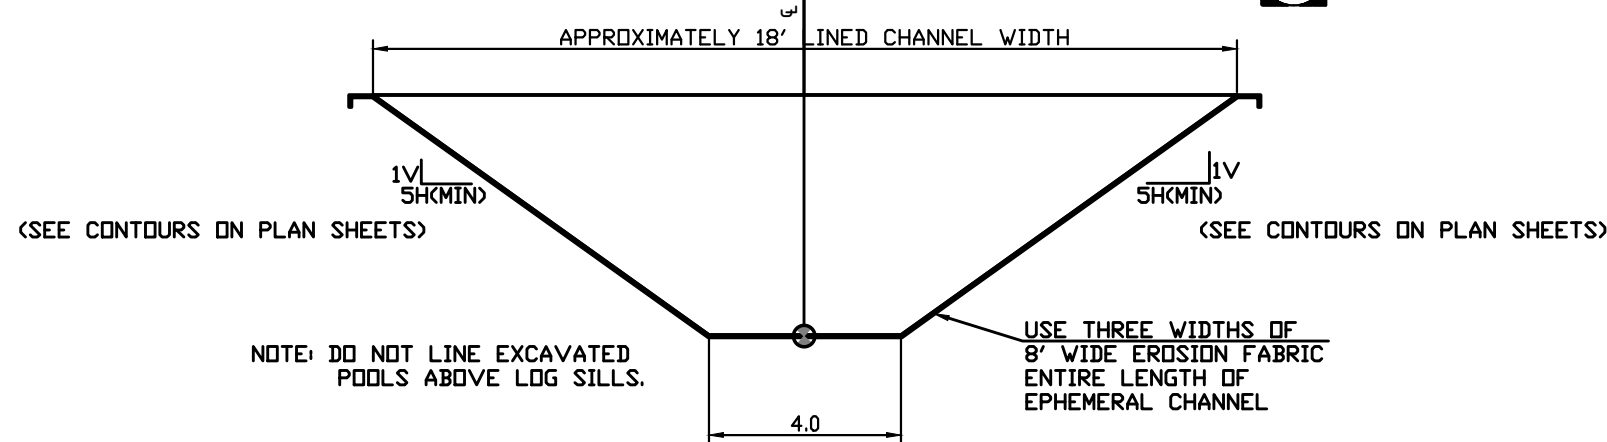 APPROXIMATELY 18' LINED CHANNEL WIDTH
1V
5H(MIN)
1V
5H(MIN)
(SEE CONTOURS ON PLAN SHEETS)
(SEE CONTOURS ON PLAN SHEETS)
NOTE: DO NOT LINE EXCAVATED
POOLS ABOVE LOG SILLS.
USE THREE WIDTHS OF
8' WIDE EROSION FABRIC
ENTIRE LENGTH OF
EPHEMERAL CHANNEL
4.0